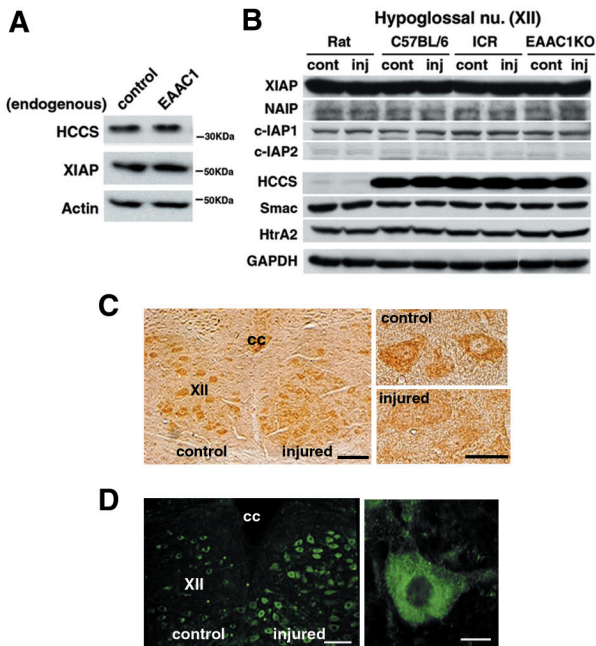 A
control
EAAC1
(endogenous)
HCCS
30KDa
XIAP
50KDa
Actin
50KDa
B
Hypoglossal nu. (XII)
Rat C57BL/6 ICR EAAC1KO
cont inj cont inj cont inj cont inj
XIAP
NAIP
c-IAP1
c-IAP2
HCCS
Smac
HtrA2
GAPDH
C
cc
XII
control injured
control
injured
D
cc
XII
control injured